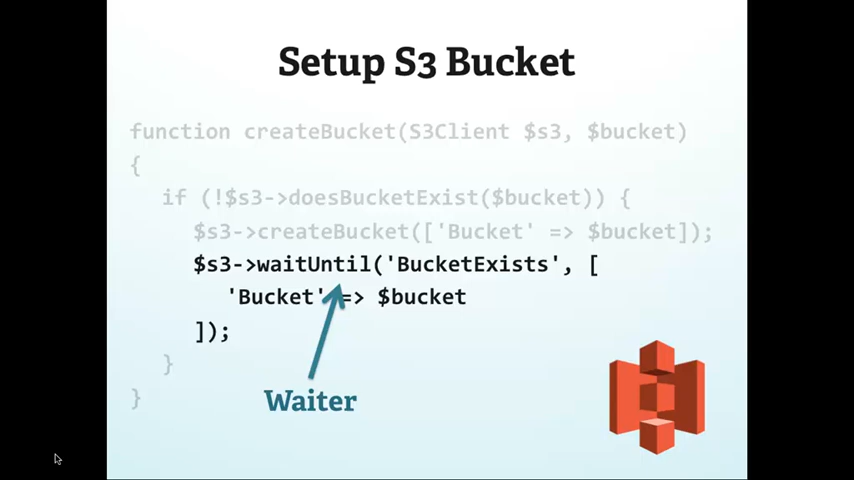 Setup S3 Bucket
function createBucket(S3Client $s3, $bucket)
{
if (!$s3->doesBucketExist($bucket)) {
$s3->createBucket(['Bucket' => $bucket]);
$s3->waitUntil('BucketExists', [
'Bucket' => $bucket
]);
}
}
Waiter